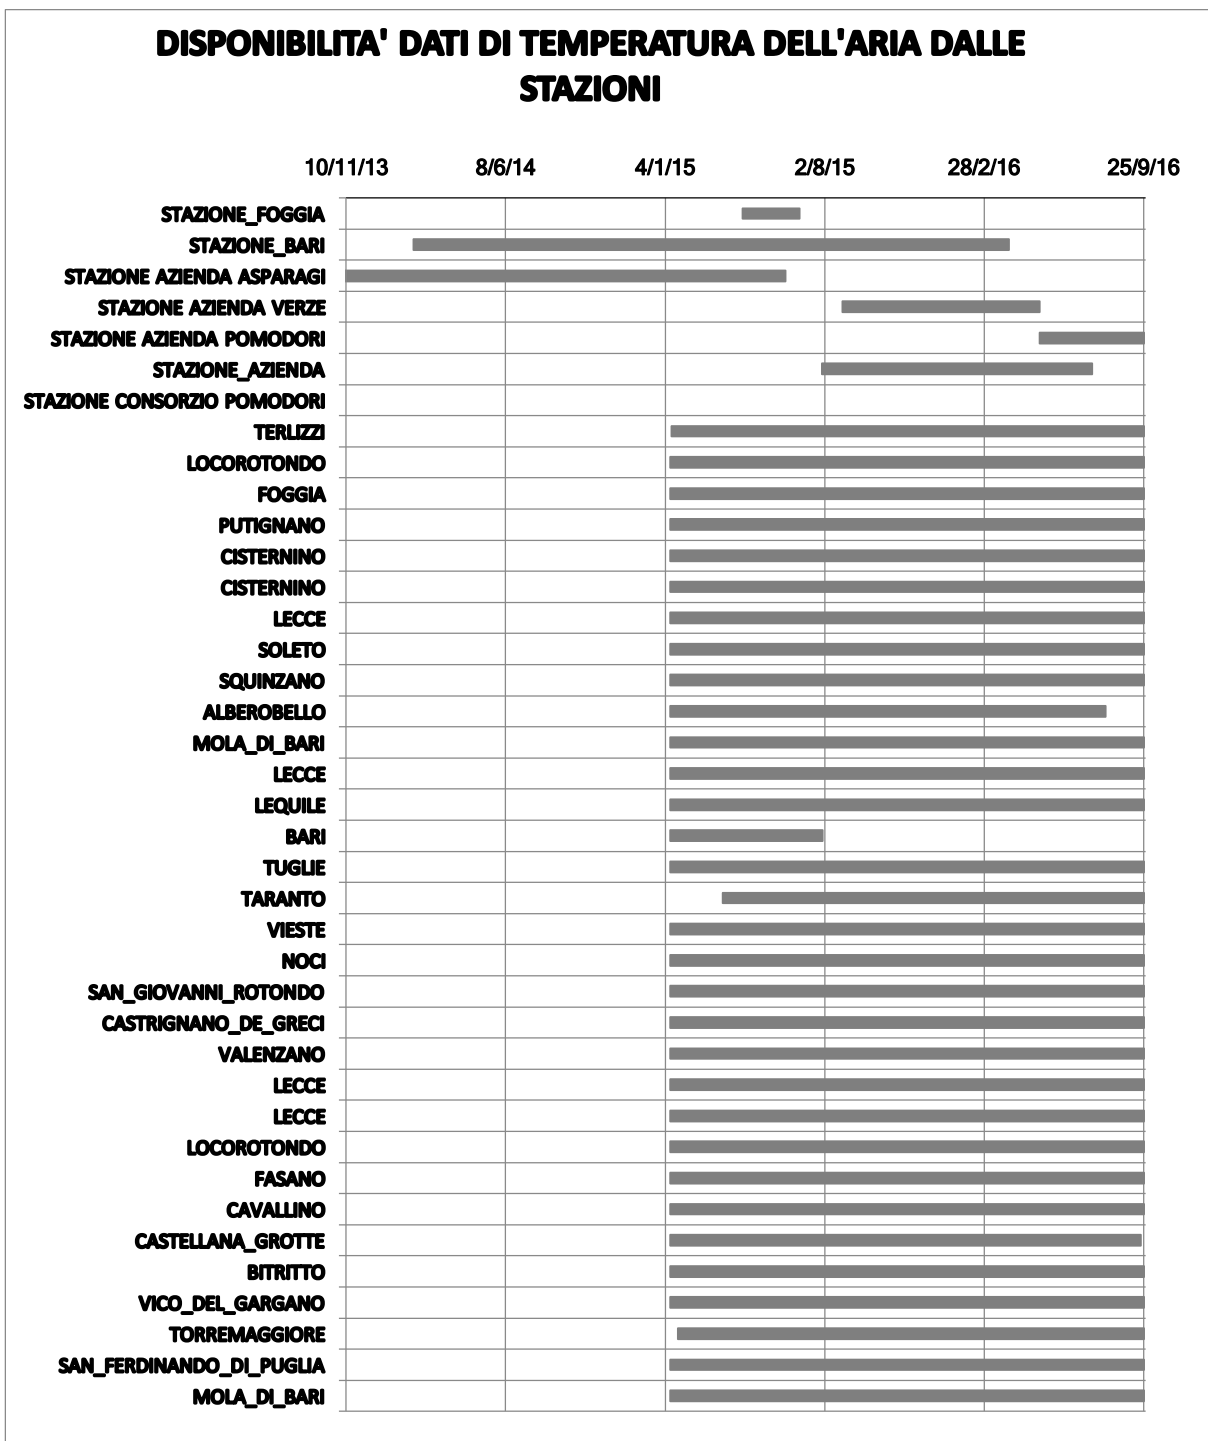 DISPONIBILITA' DATI DI TEMPERATURA DELL'ARIA DALLE
STAZIONI
10/11/13 8/6/14 4/1/15 2/8/15 28/2/16 25/9/16
STAZIONE_FOGGIA
STAZIONE_BARI
STAZIONE AZIENDA ASPARAGI
STAZIONE AZIENDA VERZE
STAZIONE AZIENDA POMODORI
STAZIONE_AZIENDA
STAZIONE CONSORZIO POMODORI
TERLIZZI
LOCOROTONDO
FOGGIA
PUTIGNANO
CISTERNINO
CISTERNINO
LECCE
SOLETO
SQUINZANO
ALBEROBELLO
MOLA_DI_BARI
LECCE
LEQUILE
BARI
TUGLIE
TARANTO
VIESTE
NOCI
SAN_GIOVANNI_ROTONDO
CASTRIGNANO_DE_GRECI
VALENZANO
LECCE
LECCE
LOCOROTONDO
FASANO
CAVALLINO
CASTELLANA_GROTTE
BITRITTO
VICO_DEL_GARGANO
TORREMAGGIORE
SAN_FERDINANDO_DI_PUGLIA
MOLA_DI_BARI